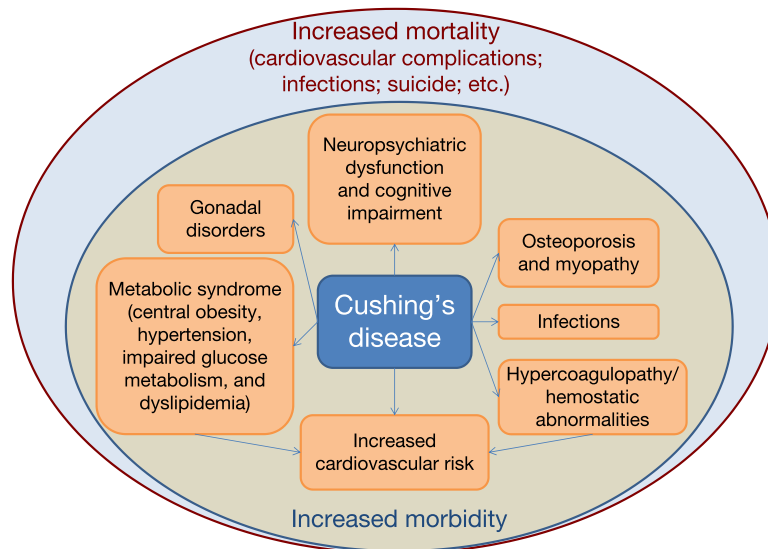 Increased mortality
(cardiovascular complications;
infections; suicide; etc.)
Neuropsychiatric
dysfunction
and cognitive
impairment
Gonadal
disorders
Osteoporosis
and myopathy
Metabolic syndrome
(central obesity,
hypertension,
impaired glucose
metabolism, and
dyslipidemia)
Cushing's
disease
Infections
Hypercoagulopathy/
hemostatic
abnormalities
Increased
cardiovascular risk
Increased morbidity